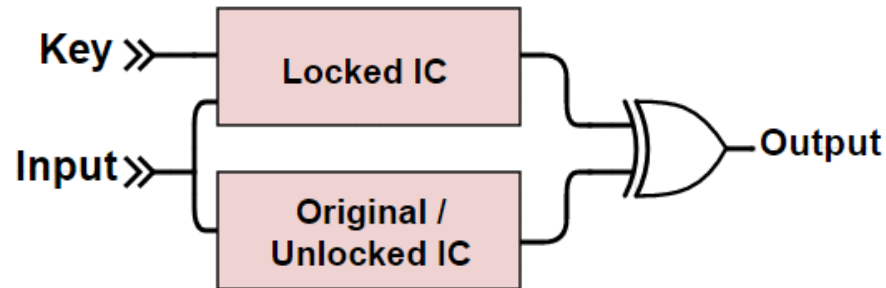 Key
Locked IC
Input
Original /
Unlocked IC
Output